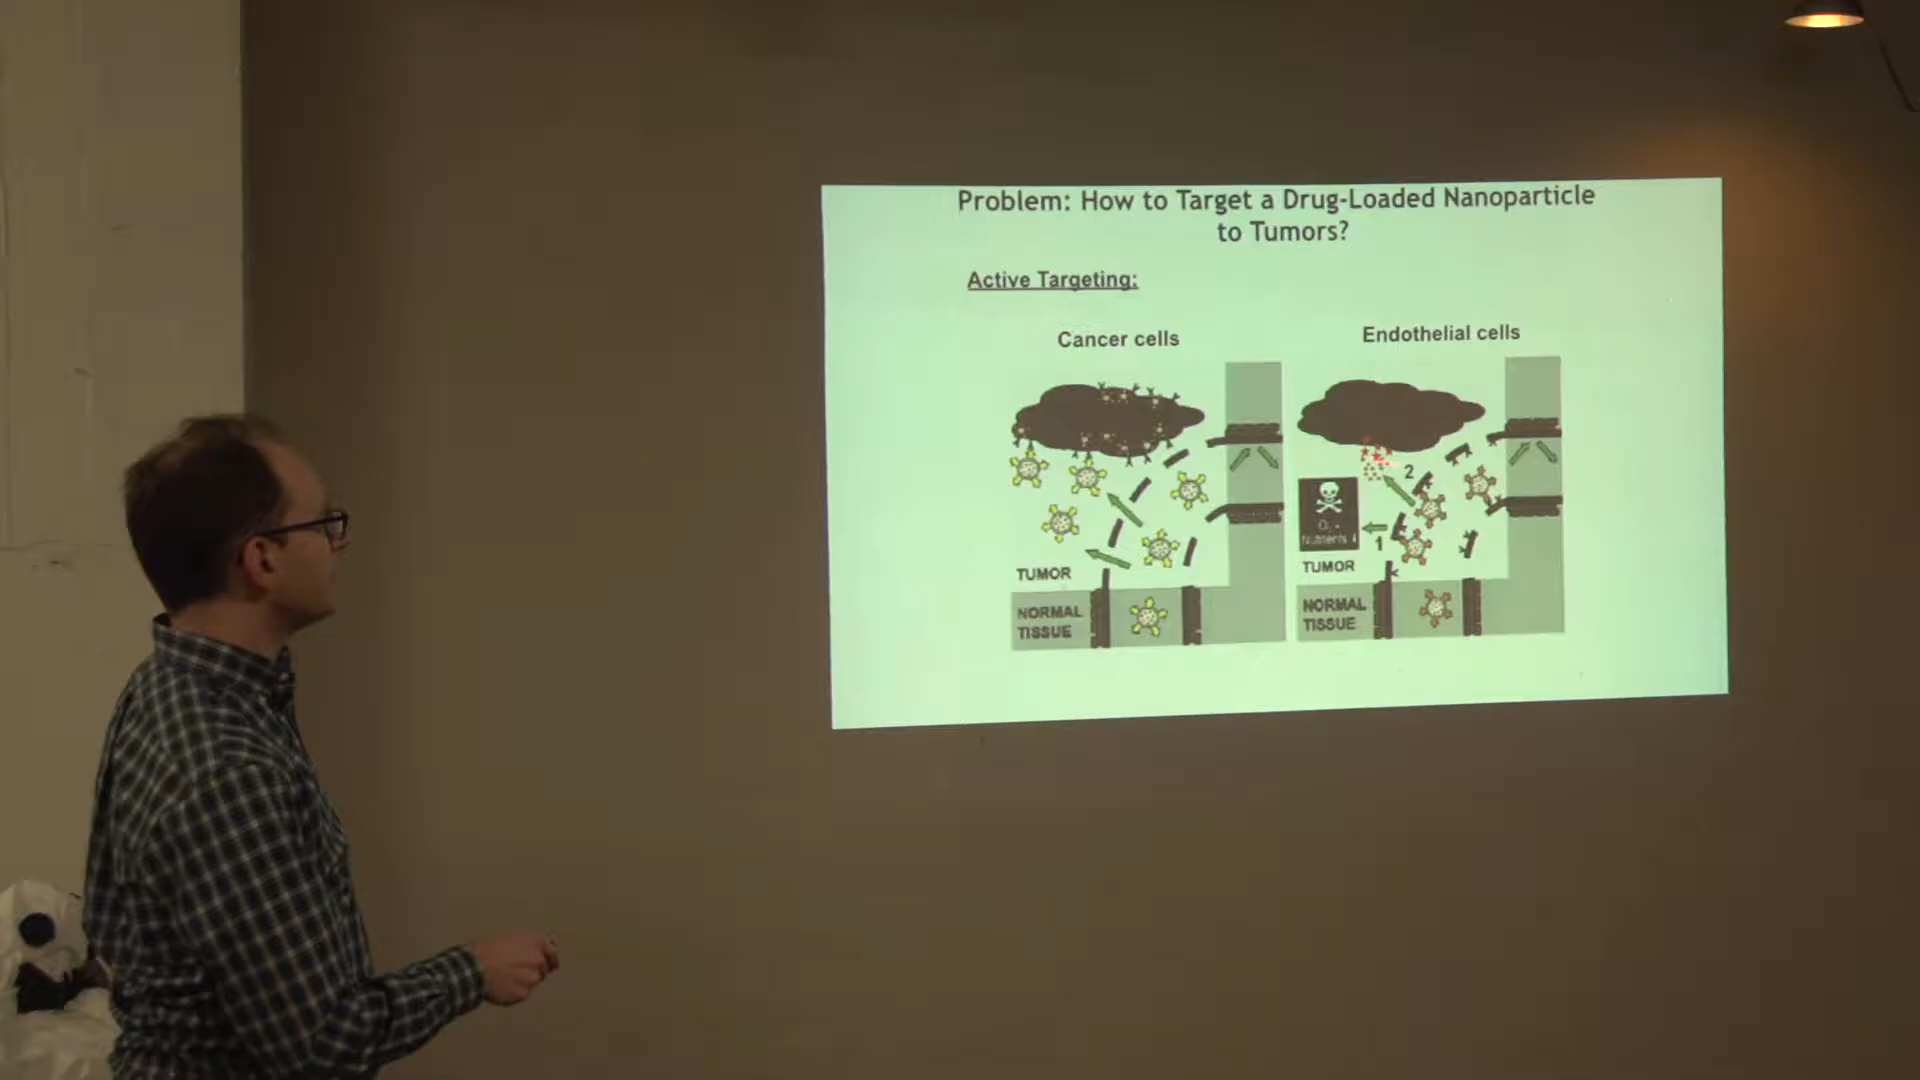 Problem: How to Target a Drug-Loaded Nanoparticle
to Tumors?
Active Targeting:
Cancer cells
Endothelial cells
TUMOR
NORMAL
TISSUE
2
1
Nutrients
TUMOR
NORMAL
TISSUE